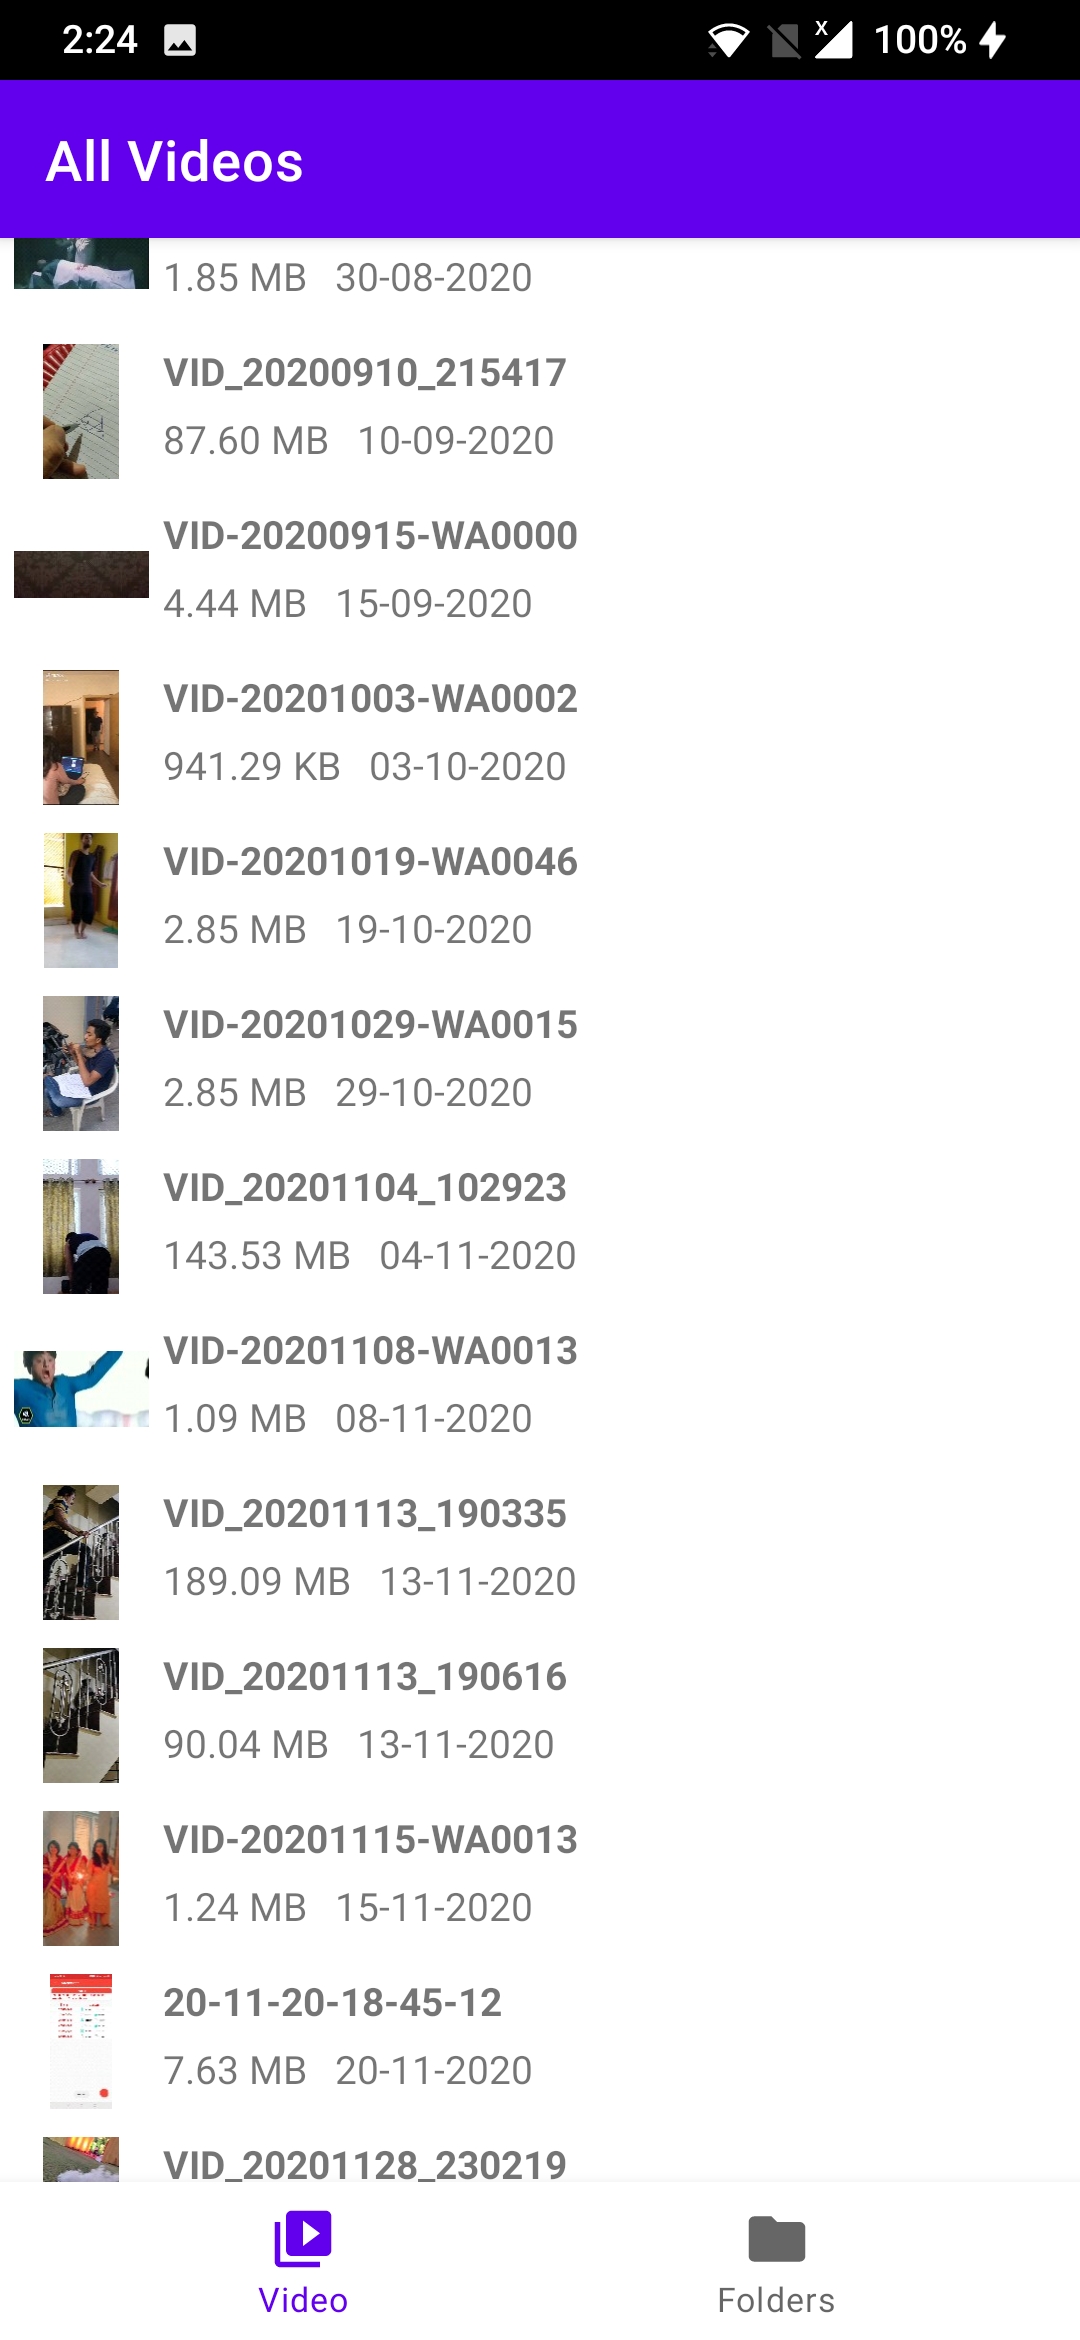 2:24
X 100%
All Videos
1.85 MB 30-08-2020
VID_20200910_215417
87.60 MB 10-09-2020
VID-20200915-WA0000
4.44 MB 15-09-2020
VID-20201003-WA0002
941.29 KB 03-10-2020
VID-20201019-WA0046
2.85 MB 19-10-2020
VID-20201029-WA0015
2.85 MB 29-10-2020
VID_20201104_102923
143.53 MB 04-11-2020
VID-20201108-WA0013
1.09 MB 08-11-2020
VID_20201113_190335
189.09 MB 13-11-2020
VID_20201113_190616
90.04 MB 13-11-2020
VID-20201115-WA0013
1.24 MB 15-11-2020
20-11-20-18-45-12
7.63 MB 20-11-2020
VID_20201128_230219
Video
Folders